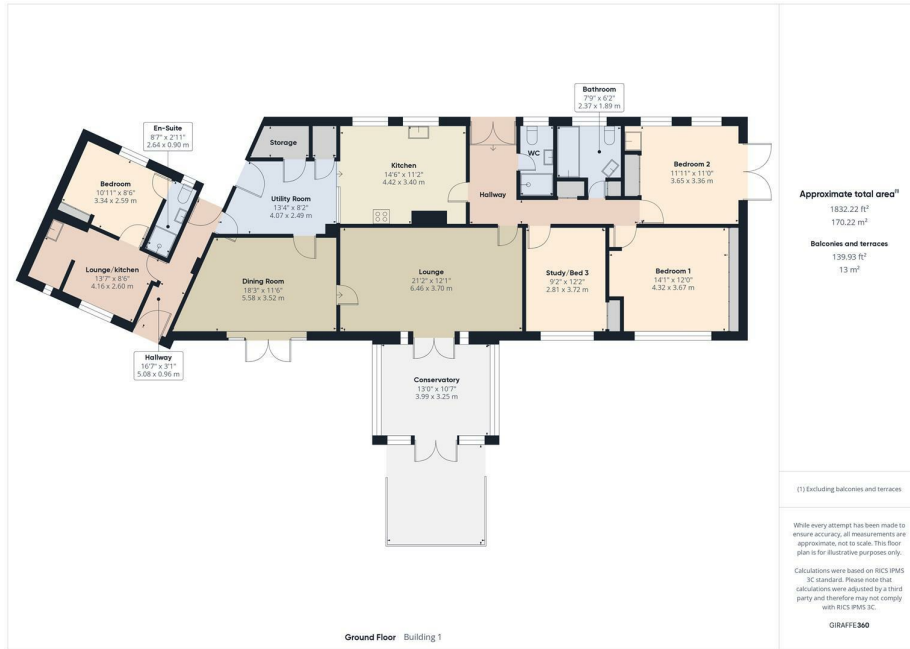 Bathroom
7'9" x 6'2"
2.37 x 1.89 m
En-Suite
8'7" x 2'11"
2.64 x 0.90 m
Storage
WC
Kitchen
14'6" x 11'2"
4.42 x 3.40 m
Bedroom 2
11'11" x 11'0"
3.65 x 3.36 m
Bedroom
10'11" x 8'6"
3.34 x 2.59 m
Hallway
Utility Room
13'4" x 8'2"
4.07 x 2.49 m
Lounge/kitchen
13'7" x 8'6"
4.16 x 2.60 m
Dining Room
18'3" x 11'6"
5.58 x 3.52 m
Lounge
21'2" x 12'1"
6.46 x 3.70 m
Study/Bed 3
9'2" x 12'2"
2.81 x 3.72 m
Bedroom 1
14'1" x 12'0"
4.32 x 3.67 m
Hallway
16'7" x 3'1"
5.08 x 0.96 m
Conservatory
13'0" x 10'7"
3.99 x 3.25 m
Ground Floor Building 1
Approximate total area(1)
1832.22 ft²
170.22 m²
Balconies and terraces
139.93 ft²
13 m²
(1) Excluding balconies and terraces
While every attempt has been made to
ensure accuracy, all measurements are
approximate, not to scale. This floor
plan is for illustrative purposes only.
Calculations were based on RICS IPMS
3C standard. Please note that
calculations were adjusted by a third
party and therefore may not comply
with RICS IPMS 3C.
GIRAFFE360